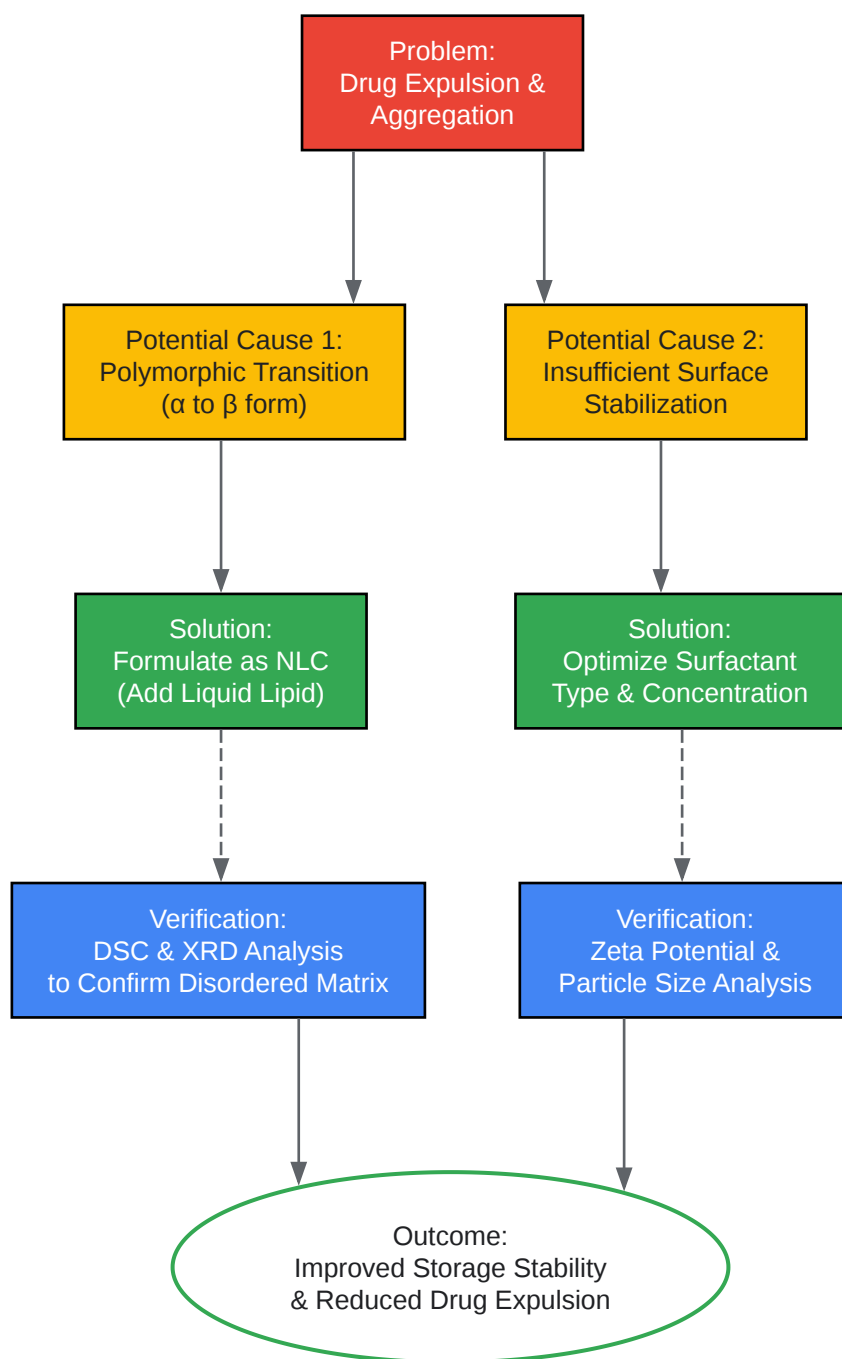 Problem:
Drug Expulsion &
Aggregation
Potential Cause 1:
Polymorphic Transition
(α to β form)
Potential Cause 2:
Insufficient Surface
Stabilization
Solution:
Formulate as NLC
(Add Liquid Lipid)
Solution:
Optimize Surfactant
Type & Concentration
Verification:
DSC & XRD Analysis
to Confirm Disordered Matrix
Verification:
Zeta Potential &
Particle Size Analysis
Outcome:
Improved Storage Stability
& Reduced Drug Expulsion